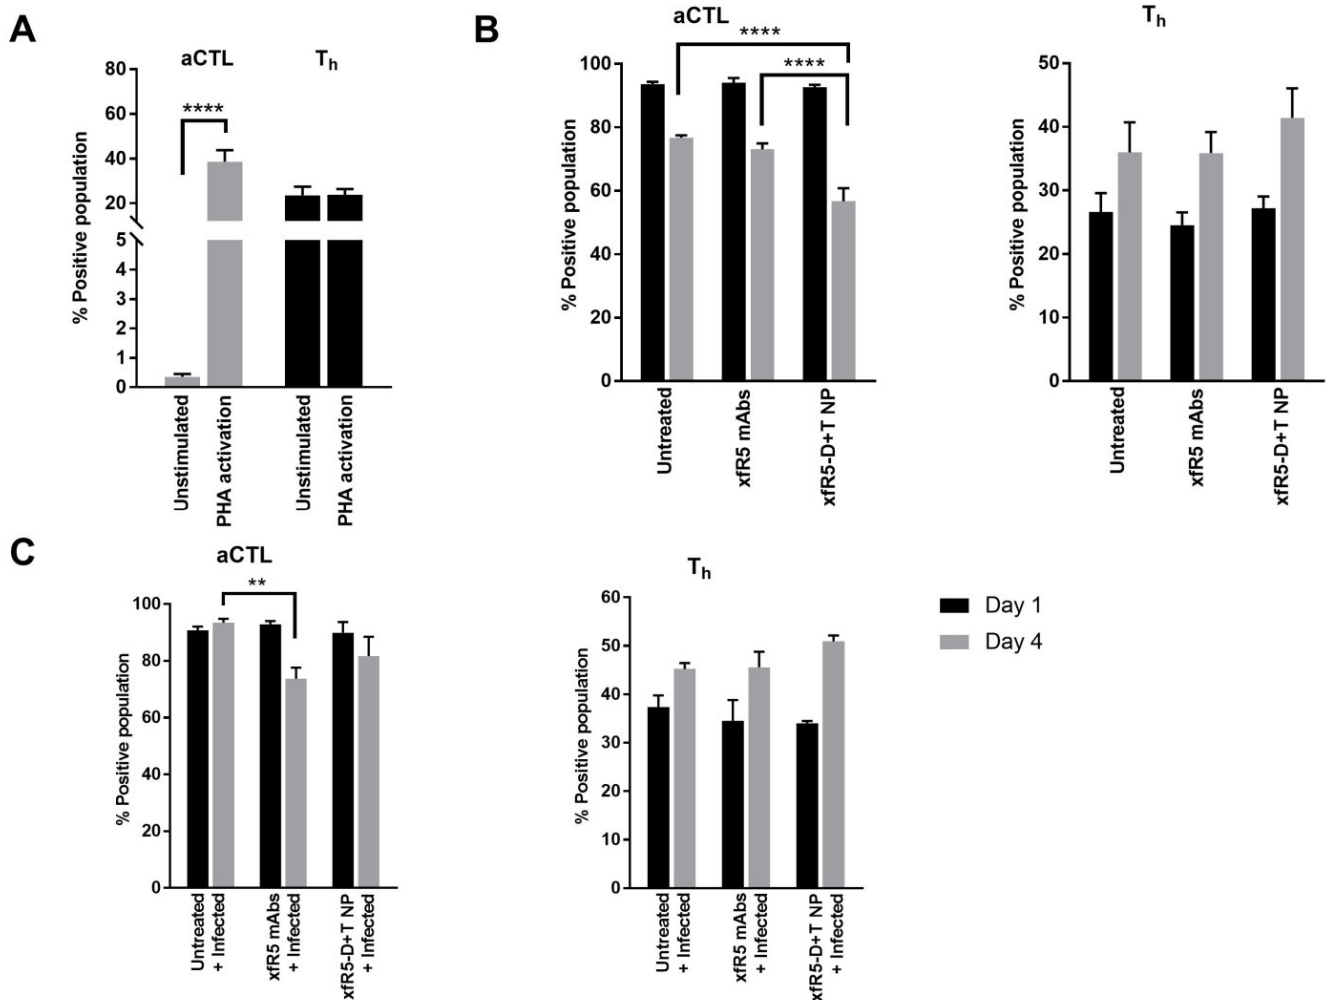 A
aCTL
Th
% Positive population
80
60
40
20
5
4
3
2
1
0
****
Unstimulated
PHA activation
Unstimulated
PHA activation
B
aCTL
% Positive population
100
80
60
40
20
0
****
****
Untreated
xfR5 mAbs
xfR5-D+T NP
Th
% Positive population
50
40
30
20
10
0
Untreated
xfR5 mAbs
xfR5-D+T NP
C
aCTL
% Positive population
100
80
60
40
20
0
**
Untreated
+ Infected
xfR5 mAbs
+ Infected
xfR5-D+T NP
+ Infected
Th
% Positive population
60
50
40
30
20
10
0
Untreated
+ Infected
xfR5 mAbs
+ Infected
xfR5-D+T NP
+ Infected
Day 1
Day 4